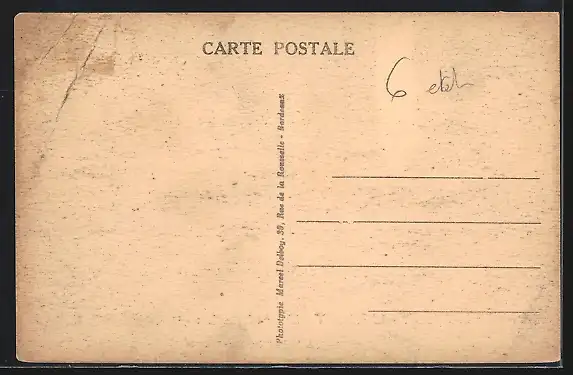 CARTE POSTALE
6
Phototypie Marcel Delboy, 39, Rue de la Rousselle - Bordeaux